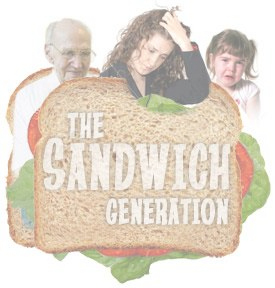 THE
SANDWICH
GENERATION